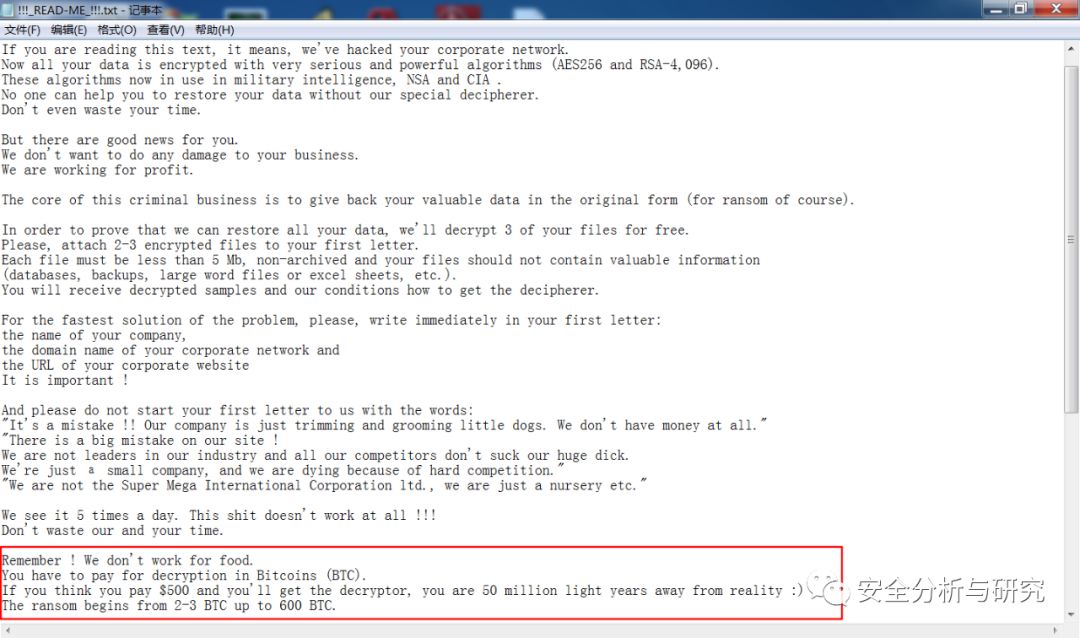 !!!_READ-ME_!!!.txt - 记事本
文件(F) 编辑(E) 格式(O) 查看(V) 帮助(H)
If you are reading this text, it means, we've hacked your corporate network.
Now all your data is encrypted with very serious and powerful algorithms (AES256 and RSA-4,096).
These algorithms now in use in military intelligence, NSA and CIA .
No one can help you to restore your data without our special decipherer.
Don't even waste your time.
But there are good news for you.
We don't want to do any damage to your business.
We are working for profit.
The core of this criminal business is to give back your valuable data in the original form (for ransom of course).
In order to prove that we can restore all your data, we'll decrypt 3 of your files for free.
Please, attach 2-3 encrypted files to your first letter.
Each file must be less than 5 Mb, non-archived and your files should not contain valuable information
(databases, backups, large word files or excel sheets, etc.).
You will receive decrypted samples and our conditions how to get the decipherer.
For the fastest solution of the problem, please, write immediately in your first letter:
the name of your company,
the domain name of your corporate network and
the URL of your corporate website
It is important !
And please do not start your first letter to us with the words:
"It's a mistake !! Our company is just trimming and grooming little dogs. We don't have money at all."
"There is a big mistake on our site !
We are not leaders in our industry and all our competitors don't suck our huge dick.
We're just а small company, and we are dying because of hard competition."
"We are not the Super Mega International Corporation ltd., we are just a nursery etc."
We see it 5 times a day. This shit doesn't work at all !!!
Don't waste our and your time.
Remember ! We don't work for food.
You have to pay for decryption in Bitcoins (BTC).
If you think you pay $500 and you'll get the decryptor, you are 50 million light years away from reality :)
The ransom begins from 2-3 BTC up to 600 BTC.
安全分析与研究